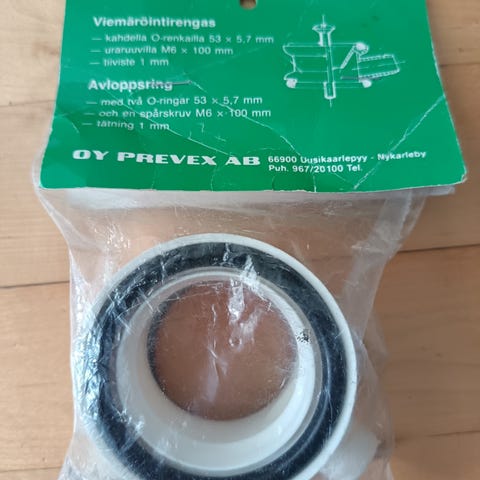 Viemäröintirengas
— kahdella O-renkailla 53 × 5,7 mm
— uraruuvilla M6 × 100 mm
— tiiviste 1 mm
Avloppsring
— med två O-ringar 53 × 5,7 mm
— och en spårskruv M6 × 100 mm
— tätning 1 mm
OY PREVEX AB 66900 Uusikaarlepyy - Nykarleby
Puh. 967/20100 Tel.